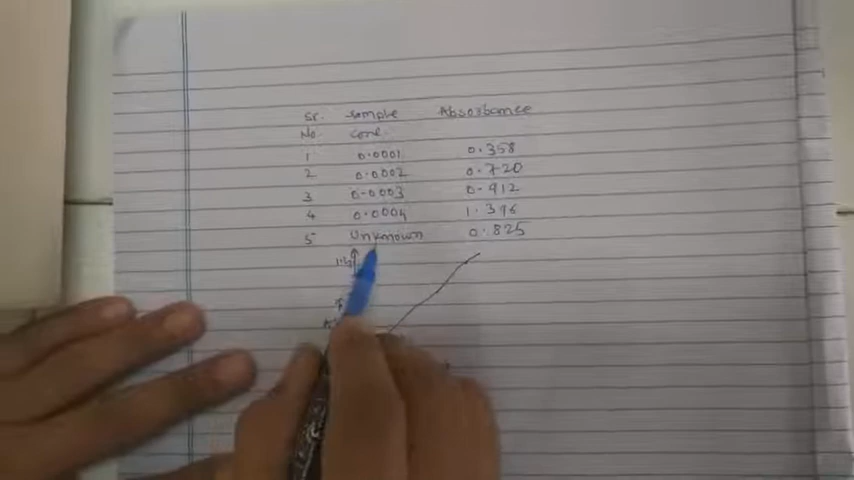 Sr. Sample Absorbance
No. Conc.
1 0.0001 0.358
2 0.0002 0.720
3 0.0003 0.912
4 0.0004 1.396
5 Unknown 0.825